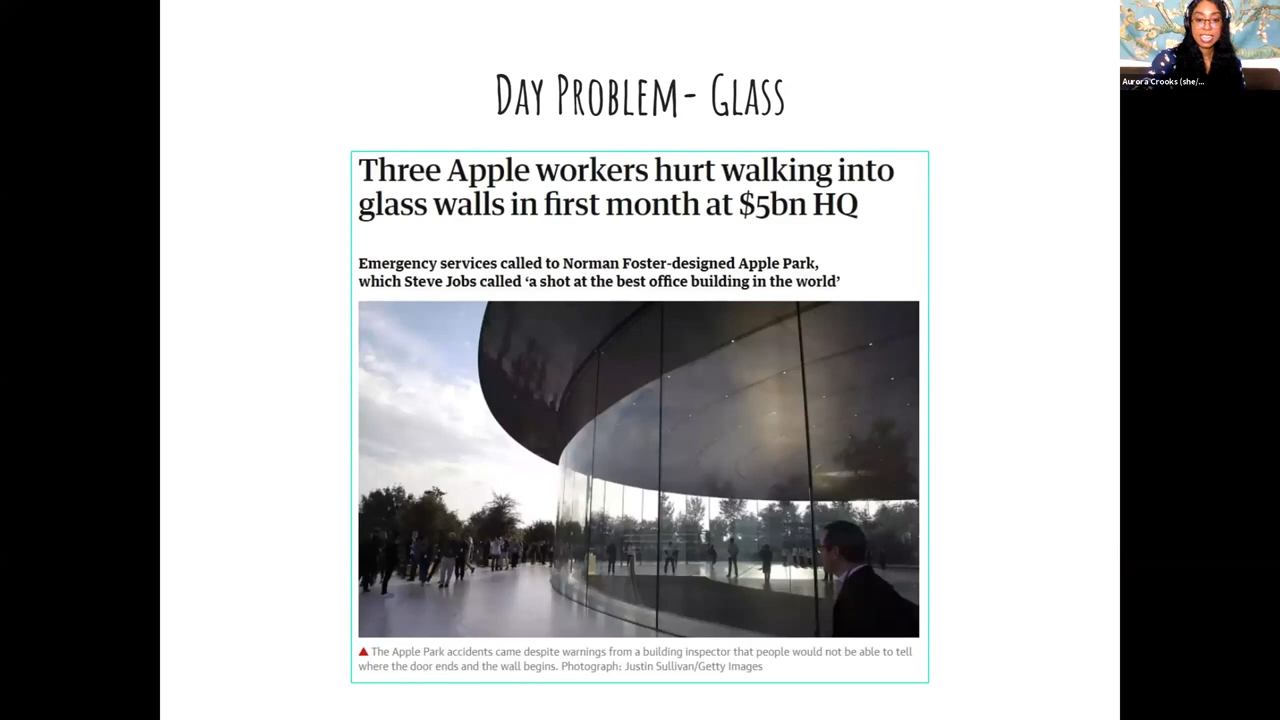 Day Problem- Glass
Three Apple workers hurt walking into
glass walls in first month at $5bn HQ
Emergency services called to Norman Foster-designed Apple Park,
which Steve Jobs called ‘a shot at the best office building in the world’
The Apple Park accidents came despite warnings from a building inspector that people would not be able to tell
where the door ends and the wall begins. Photograph: Justin Sullivan/Getty Images
Aurora Crooks (she/...